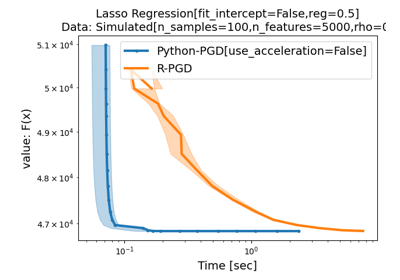 Lasso Regression[fit_intercept=False,reg=0.5]
Data: Simulated[n_samples=100,n_features=5000,rho=0
Python-PGD[use_acceleration=False]
R-PGD
value: F(x)
5.1 × 10⁴
5 × 10⁴
4.9 × 10⁴
4.8 × 10⁴
4.7 × 10⁴
10⁻¹
10⁰
Time [sec]